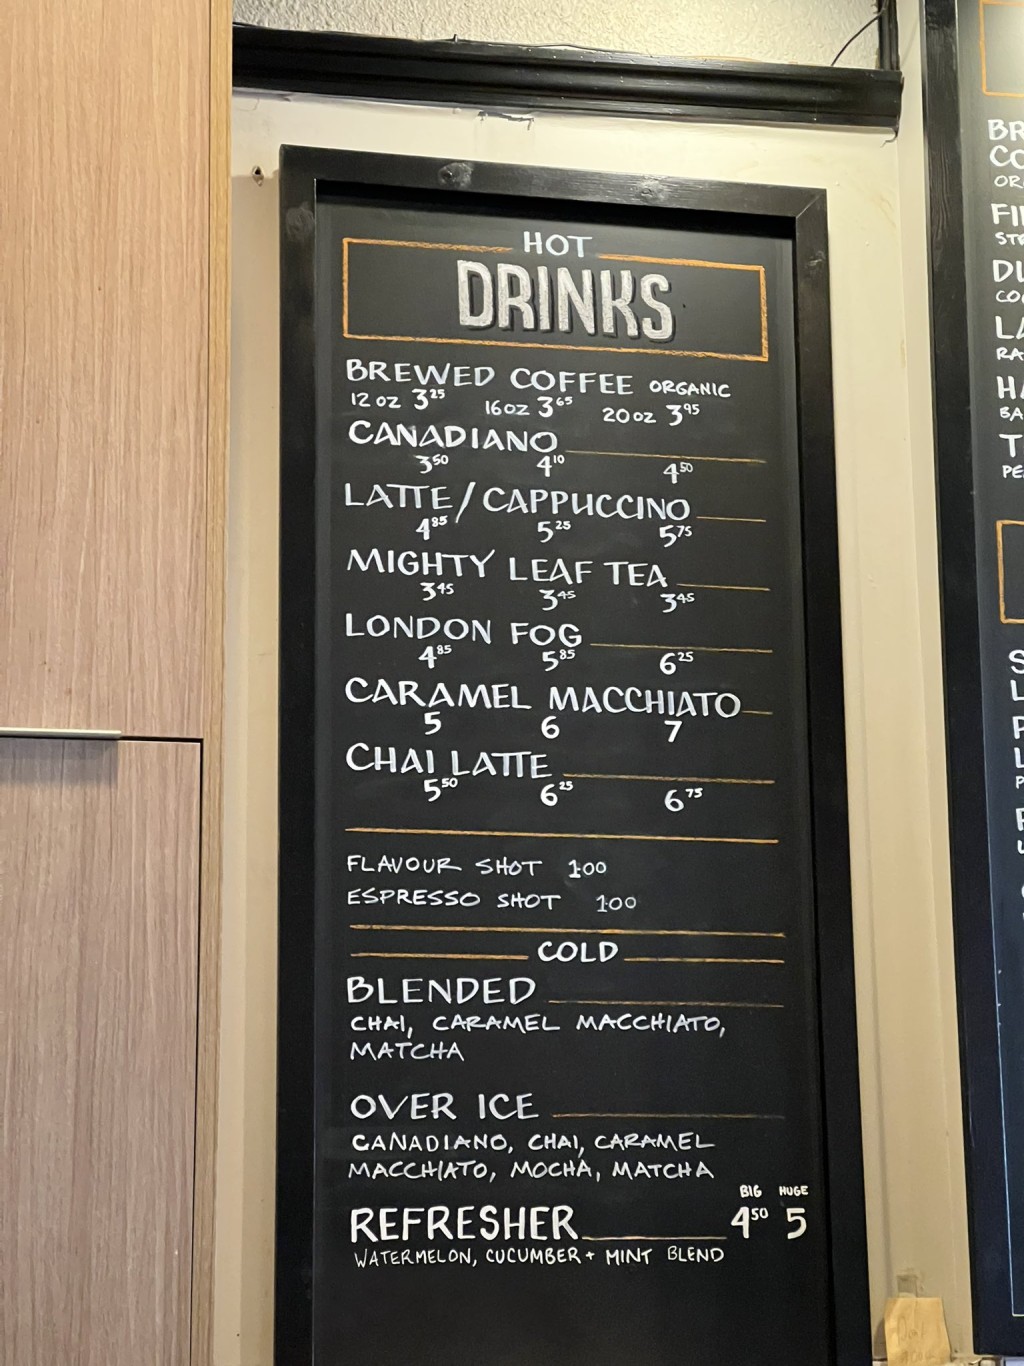 HOT
DRINKS
BREWED COFFEE ORGANIC
12 OZ 3.25 16OZ 3.65 20OZ 3.95
CANADIANO
3.50 4.10 4.50
LATTE/CAPPUCCINO
4.85 5.25 5.75
MIGHTY LEAF TEA
3.45 3.45 3.45
LONDON FOG
4.85 5.85 6.25
CARAMEL MACCHIATO
5 6 7
CHAI LATTE
5.50 6.25 6.75
FLAVOUR SHOT 1.00
ESPRESSO SHOT 1.00
COLD
BLENDED
CHAI, CARAMEL MACCHIATO,
MATCHA
OVER ICE
CANADIANO, CHAI, CARAMEL
MACCHIATO, MOCHA, MATCHA
BIG HUGE
REFRESHER 4.50 5
WATERMELON, CUCUMBER + MINT BLEND